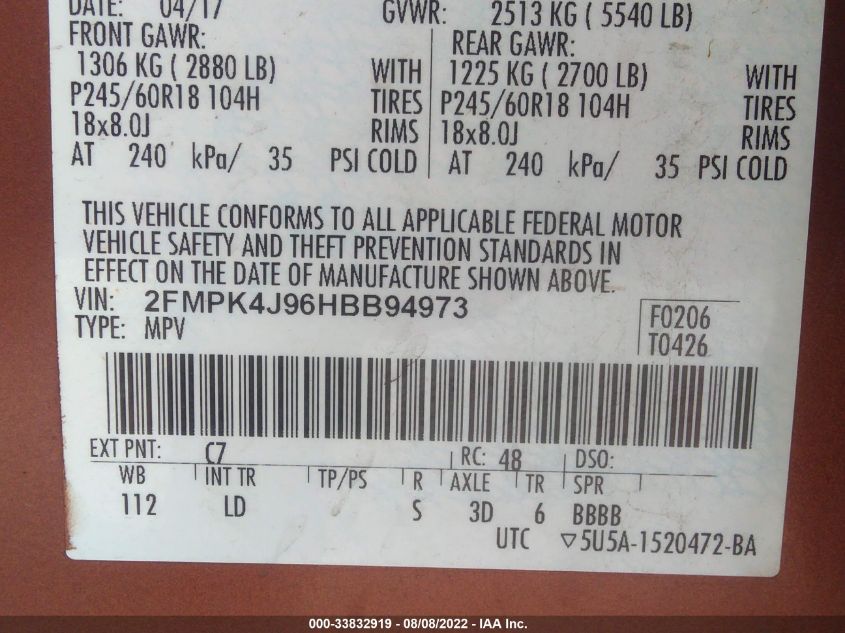 DATE: 04/17 GVWR: 2513 KG ( 5540 LB)
FRONT GAWR: REAR GAWR:
1306 KG ( 2880 LB) WITH 1225 KG ( 2700 LB) WITH
P245/60R18 104H TIRES P245/60R18 104H TIRES
18x8.0J RIMS 18x8.0J RIMS
AT 240 kPa/ 35 PSI COLD AT 240 kPa/ 35 PSI COLD
THIS VEHICLE CONFORMS TO ALL APPLICABLE FEDERAL MOTOR
VEHICLE SAFETY AND THEFT PREVENTION STANDARDS IN
EFFECT ON THE DATE OF MANUFACTURE SHOWN ABOVE.
VIN: 2FMPK4J96HBB94973
TYPE: MPV F0206
T0426
EXT PNT: C7 RC: 48 DSO:
WB INT TR TP/PS R AXLE TR SPR
112 LD S 3D 6 BBBB
UTC ▽5U5A-1520472-BA
000-33832919 - 08/08/2022 - IAA Inc.